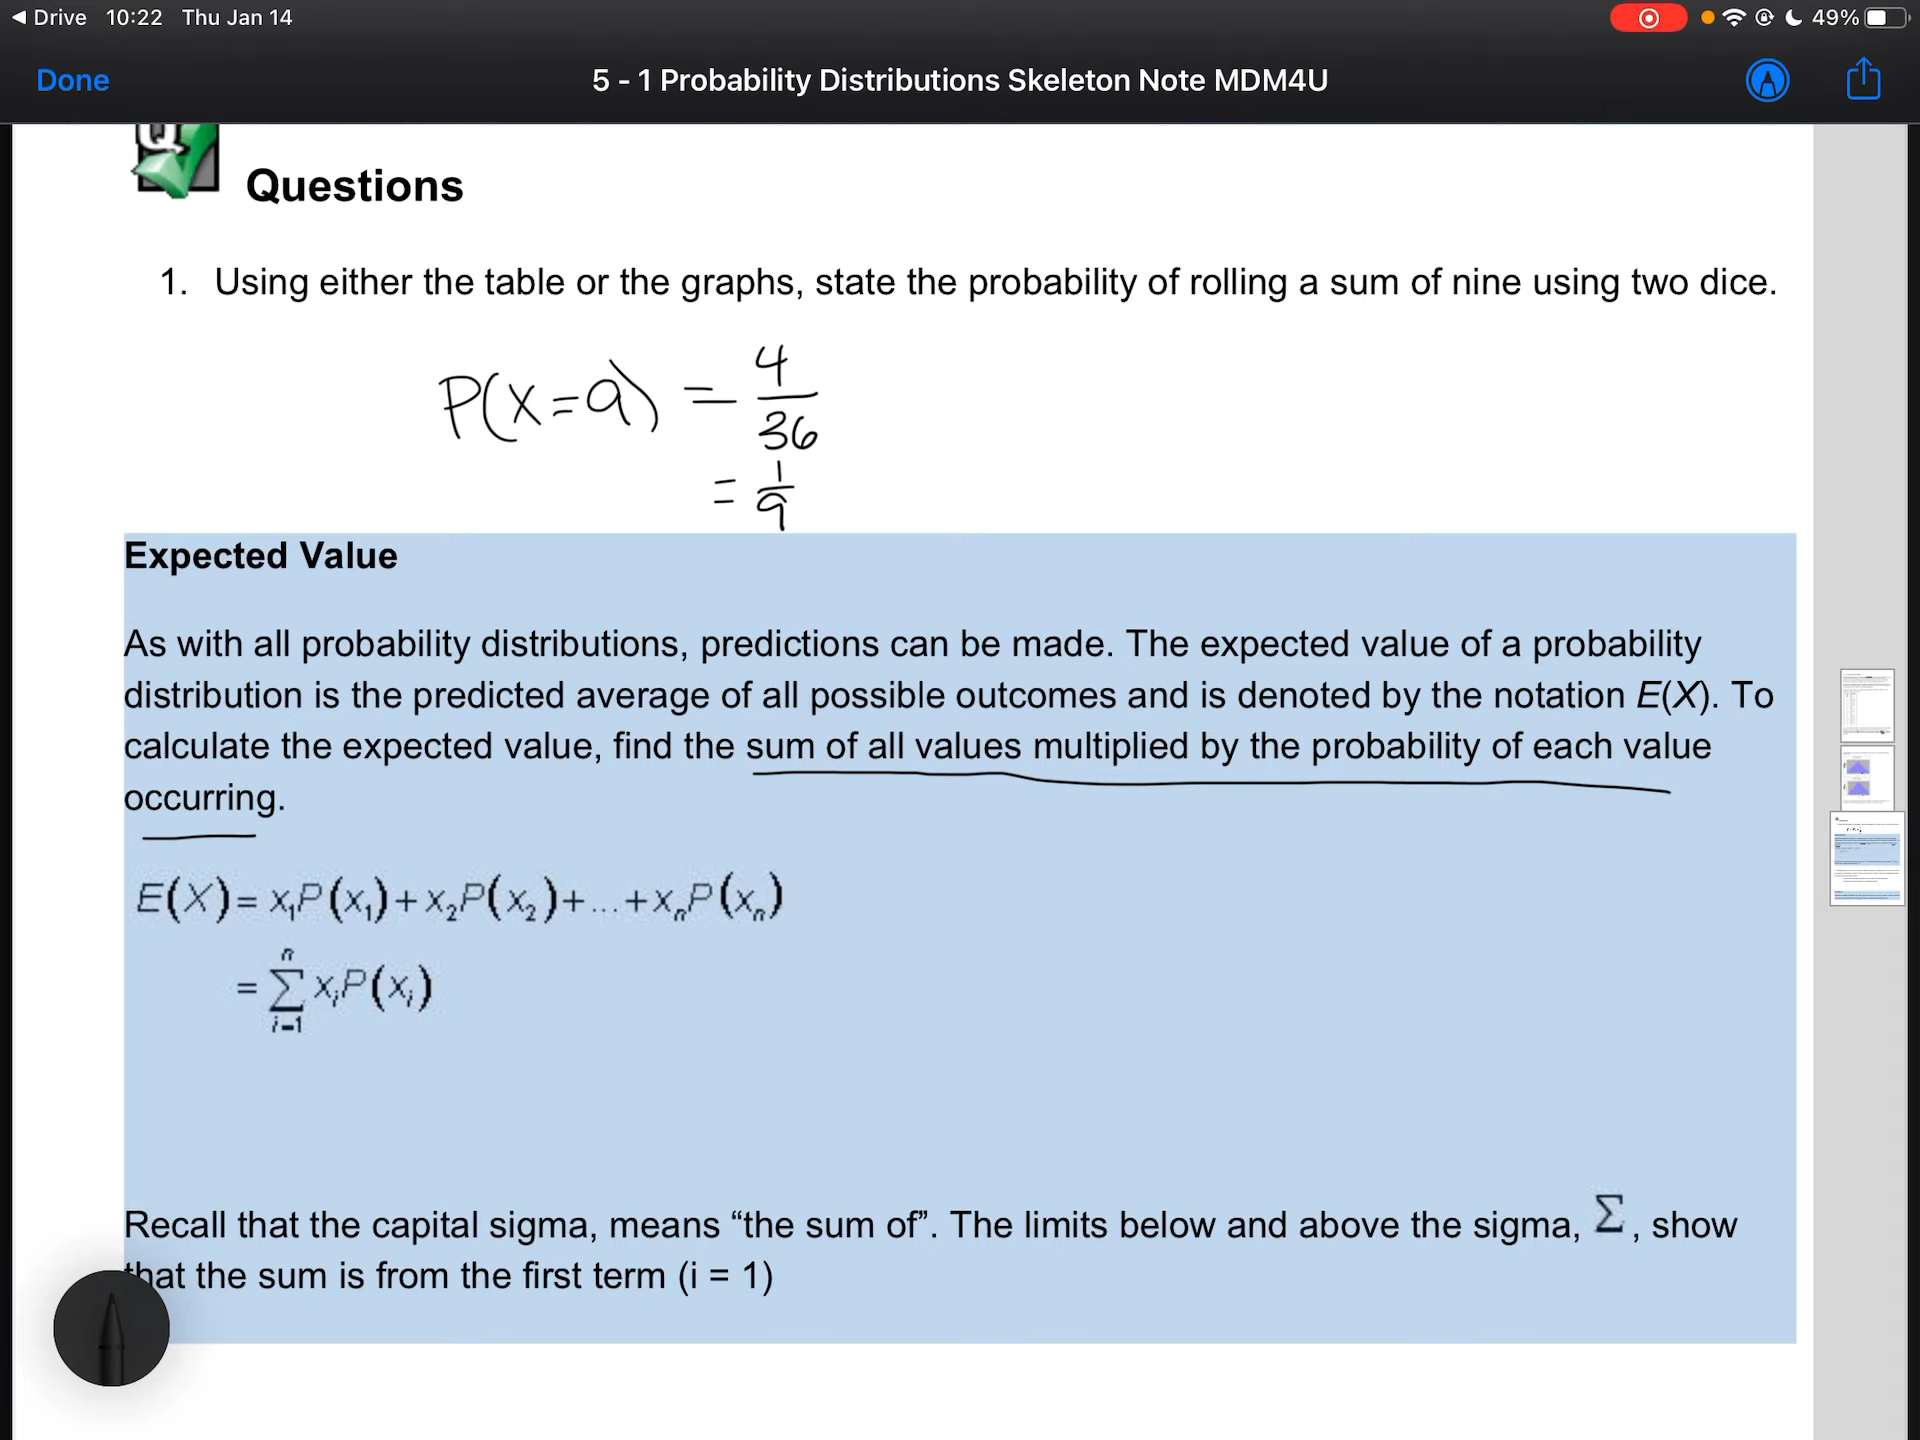 Drive 10:22 Thu Jan 14 49%
Done 5 - 1 Probability Distributions Skeleton Note MDM4U
Q
Questions
1. Using either the table or the graphs, state the probability of rolling a sum of nine using two dice.
P(X=9) = 4/36
= 1/9
Expected Value
As with all probability distributions, predictions can be made. The expected value of a probability
distribution is the predicted average of all possible outcomes and is denoted by the notation E(X). To
calculate the expected value, find the sum of all values multiplied by the probability of each value
occurring.
E(X)= x₁P(x₁)+x₂P(x₂)+...+xₙP(xₙ)
= n Σ i=1 xᵢP(xᵢ)
Recall that the capital sigma, means “the sum of”. The limits below and above the sigma, Σ, show
that the sum is from the first term (i = 1)